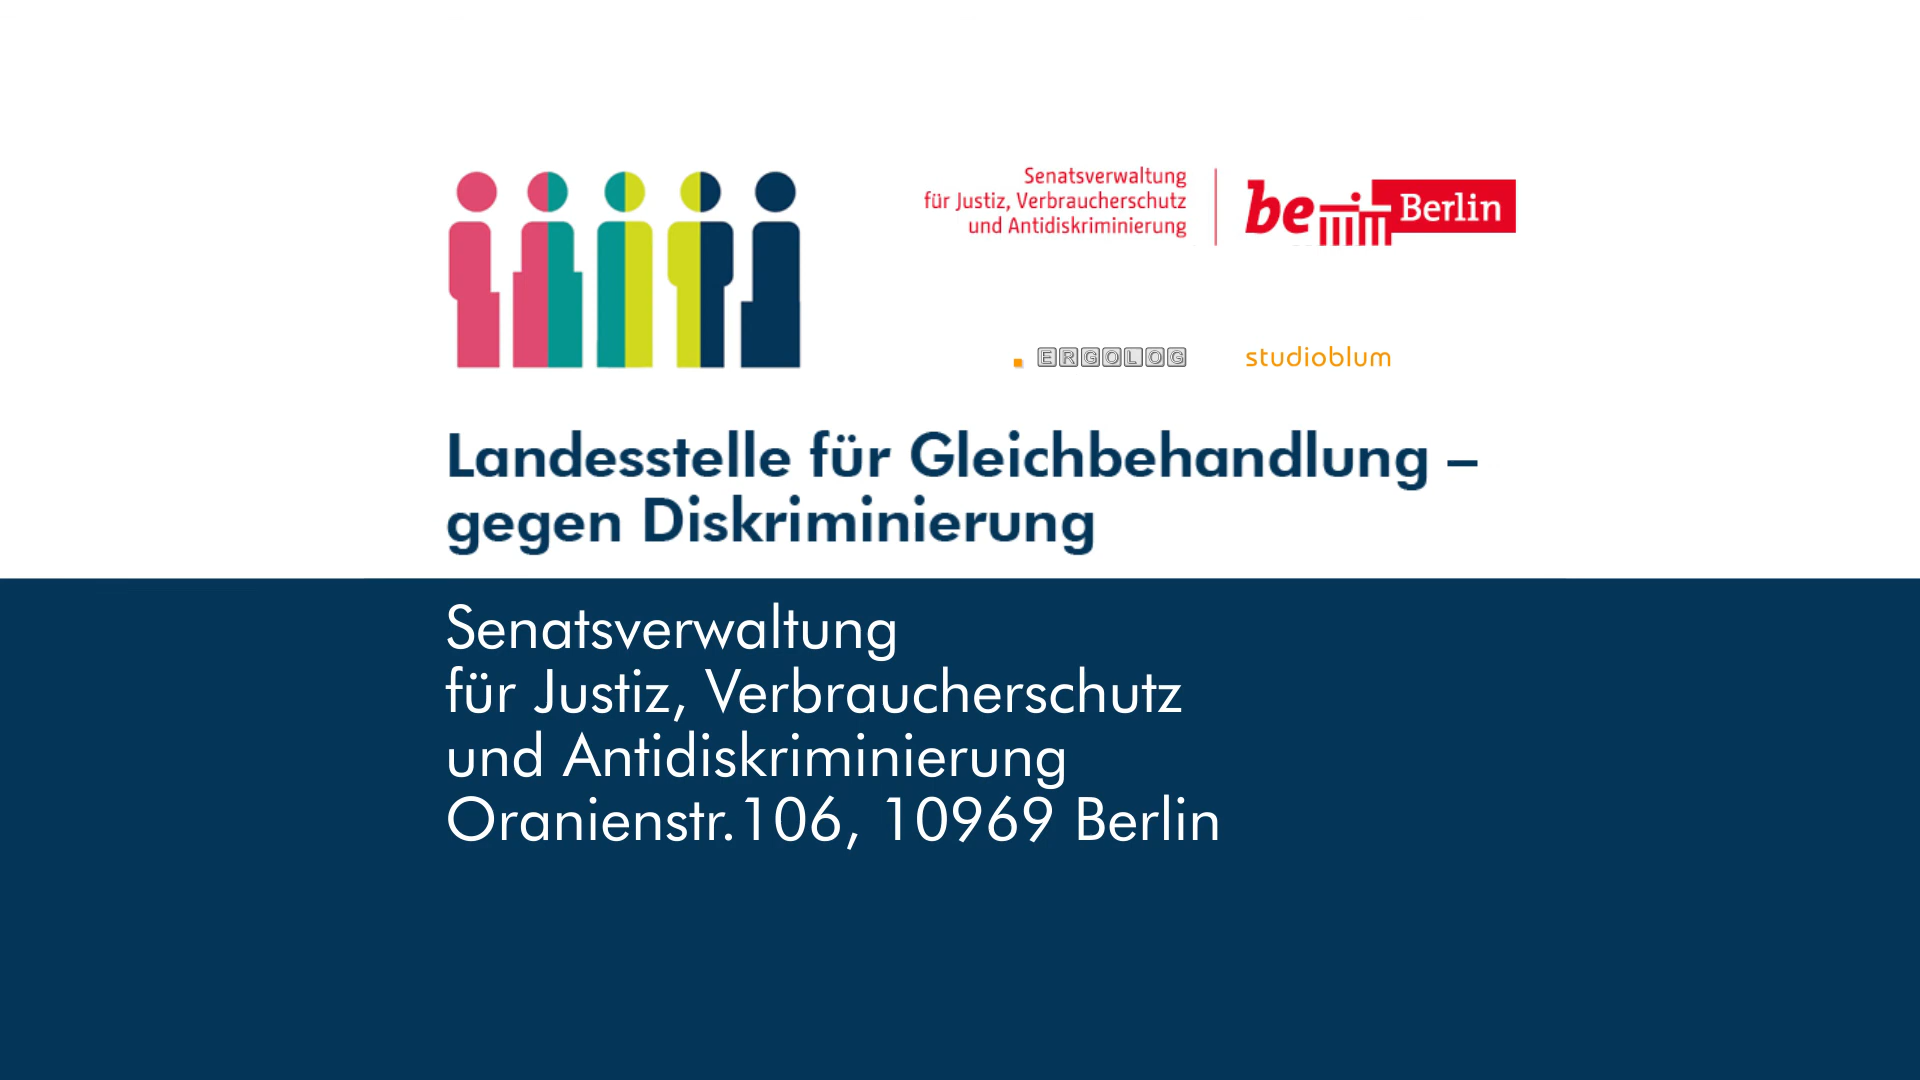 Senatsverwaltung
für Justiz, Verbraucherschutz
und Antidiskriminierung
be Berlin
ERGOLOG
studioblum
Landesstelle für Gleichbehandlung –
gegen Diskriminierung
Senatsverwaltung
für Justiz, Verbraucherschutz
und Antidiskriminierung
Oranienstr.106, 10969 Berlin